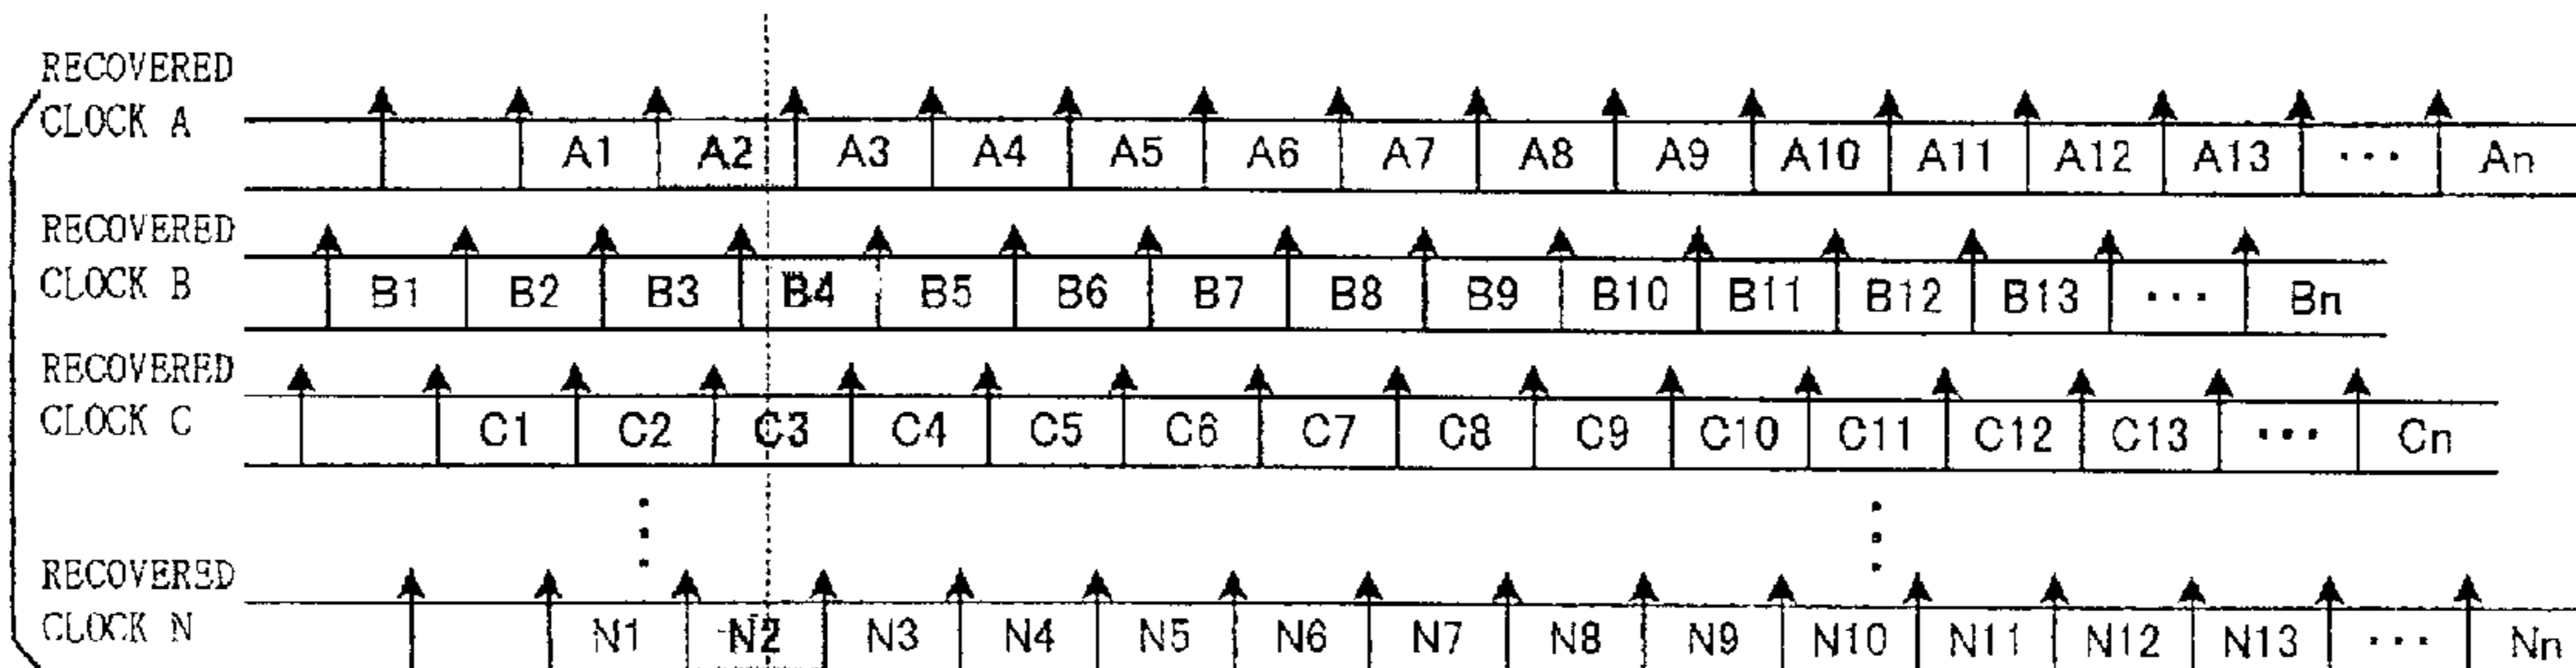 RECOVERED
CLOCK A
A1 A2 A3 A4 A5 A6 A7 A8 A9 A10 A11 A12 A13 ... An
RECOVERED
CLOCK B
B1 B2 B3 B4 B5 B6 B7 B8 B9 B10 B11 B12 B13 ... Bn
RECOVERED
CLOCK C
C1 C2 C3 C4 C5 C6 C7 C8 C9 C10 C11 C12 C13 ... Cn
RECOVERED
CLOCK N
N1 N2 N3 N4 N5 N6 N7 N8 N9 N10 N11 N12 N13 ... Nn